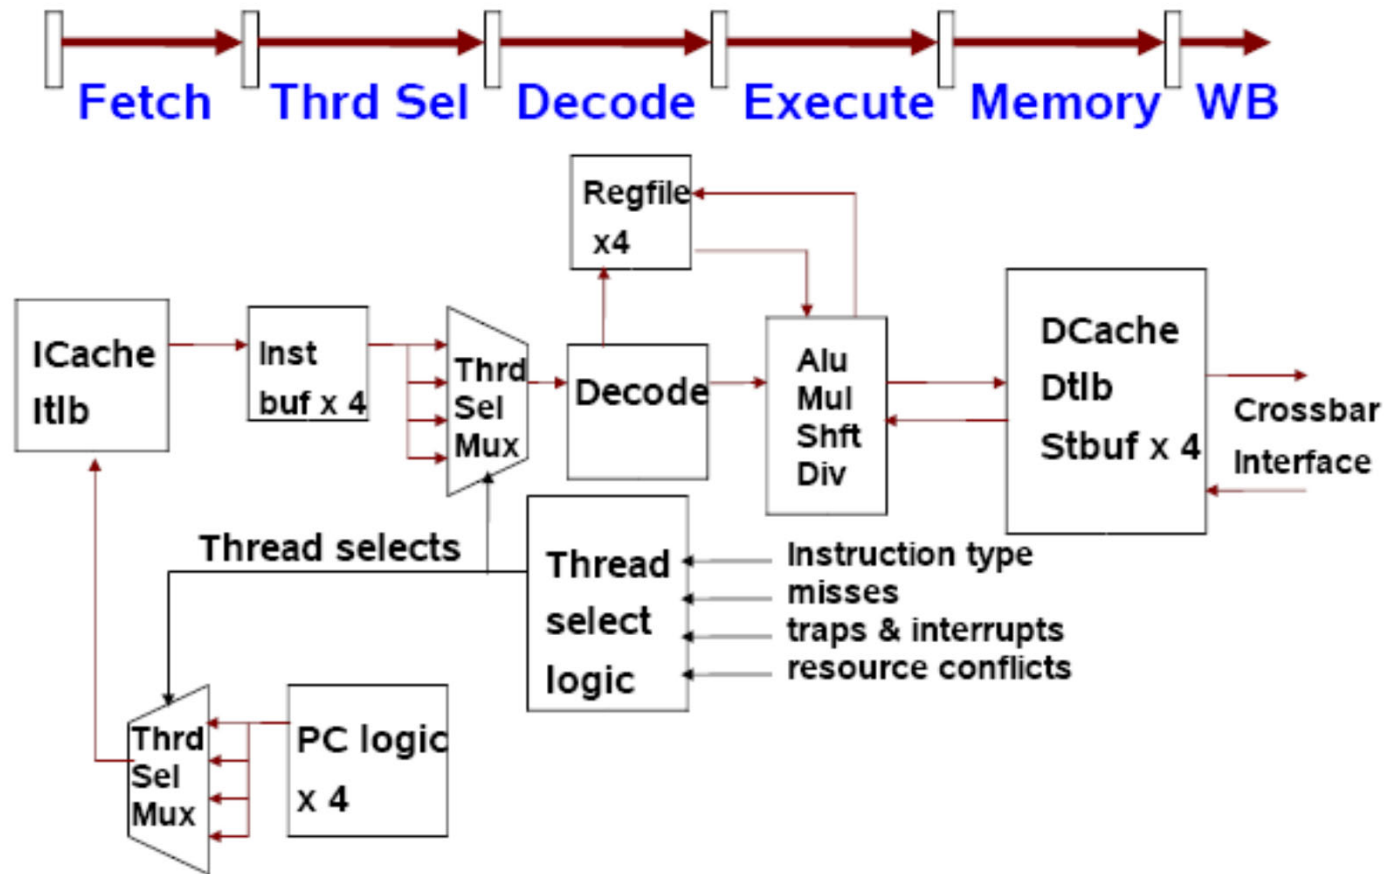 Fetch Thrd Sel Decode Execute Memory WB
Regfile
x4
ICache
Itlb
Inst
buf x 4
Thrd
Sel
Mux
Decode
Alu
Mul
Shft
Div
DCache
Dtlb
Stbuf x 4
Crossbar
Interface
Thread selects
Thread
select
logic
Instruction type
misses
traps & interrupts
resource conflicts
Thrd
Sel
Mux
PC logic
x 4